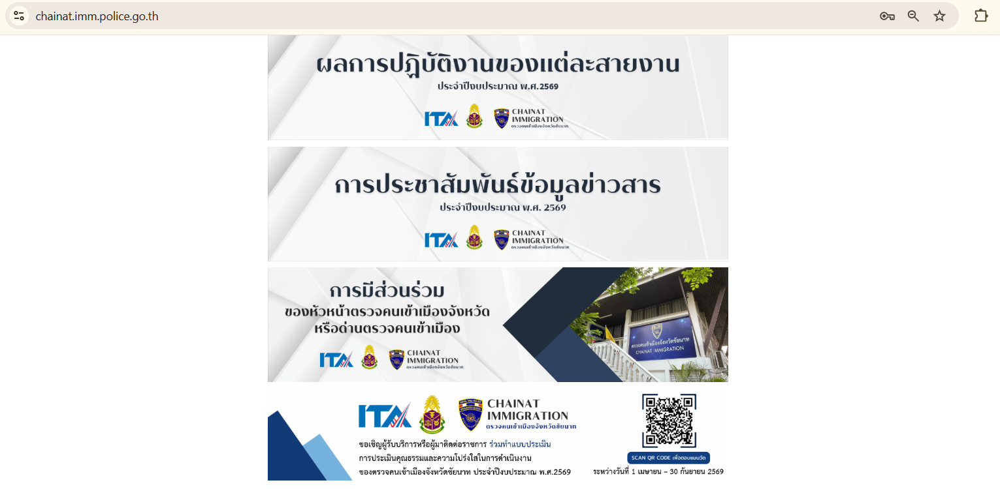 chainat.imm.police.go.th
ผลการปฏิบัติงานของแต่ละสายงาน
ประจำปีงบประมาณ พ.ศ.2569
ITA
CHAINAT
IMMIGRATION
ตรวจคนเข้าเมืองจังหวัดชัยนาท
การประชาสัมพันธ์ข้อมูลข่าวสาร
ประจำปีงบประมาณ พ.ศ. 2569
ITA
CHAINAT
IMMIGRATION
ตรวจคนเข้าเมืองจังหวัดชัยนาท
การมีส่วนร่วม
ของหัวหน้าตรวจคนเข้าเมืองจังหวัด
หรือด่านตรวจคนเข้าเมือง
ITA
CHAINAT
IMMIGRATION
ตรวจคนเข้าเมืองจังหวัดชัยนาท
ตรวจคนเข้าเมืองจังหวัดชัยนาท
CHAINAT IMMIGRATION
ITA
CHAINAT
IMMIGRATION
ตรวจคนเข้าเมืองจังหวัดชัยนาท
ขอเชิญผู้รับบริการหรือผู้มาติดต่อราชการ ร่วมทำแบบประเมิน
การประเมินคุณธรรมและความโปร่งใสในการดำเนินงาน
ของตรวจคนเข้าเมืองจังหวัดชัยนาท ประจำปีงบประมาณ พ.ศ.2569
SCAN QR CODE เพื่อตอบแบบวัด
ระหว่างวันที่ 1 เมษายน – 30 กันยายน 2569